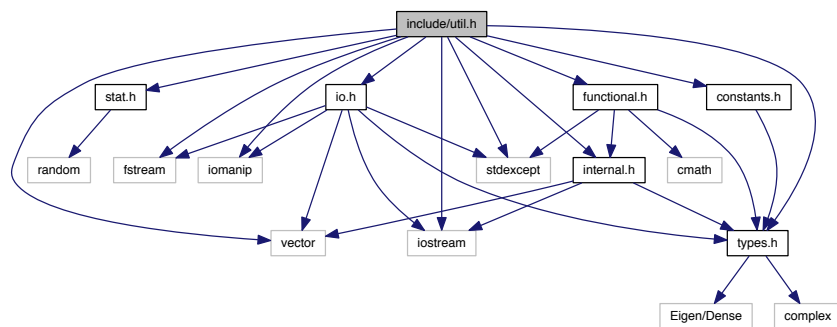 include/util.h
stat.h
io.h
functional.h
constants.h
random
fstream
iomanip
stdexcept
internal.h
cmath
vector
iostream
types.h
Eigen/Dense
complex